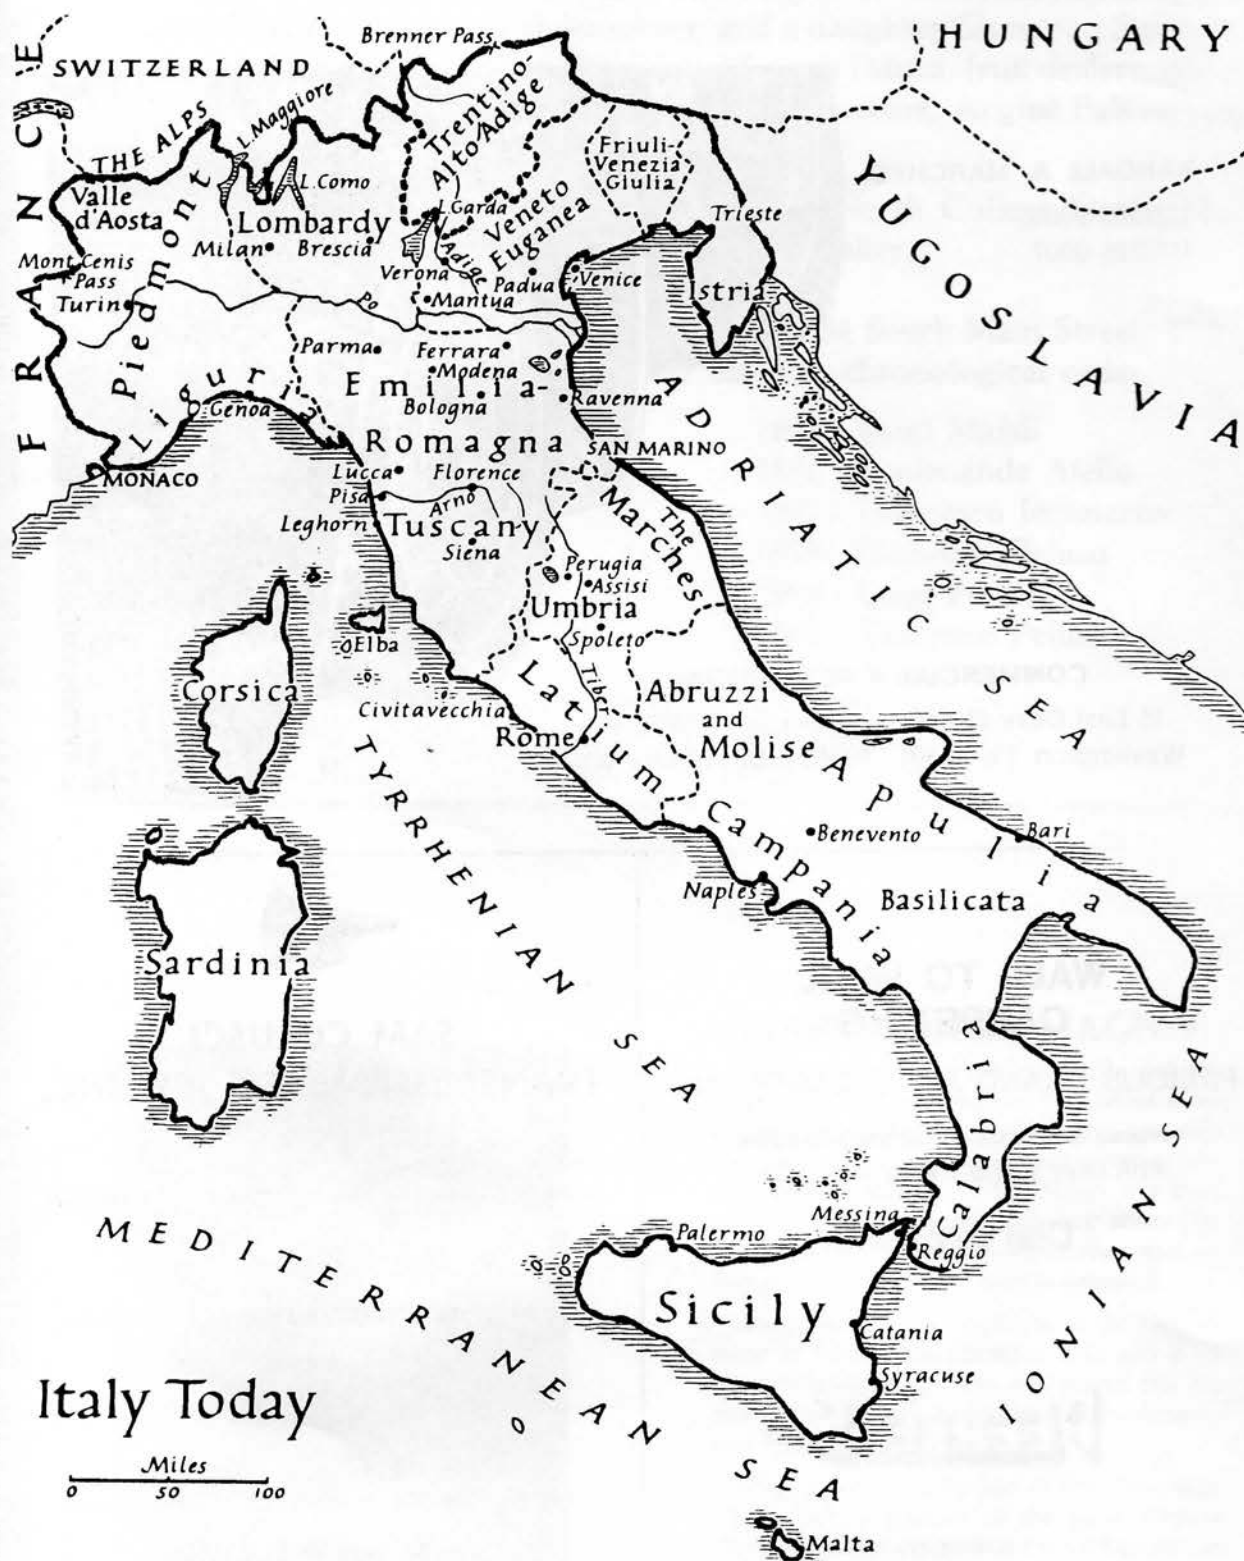 HUNGARY
Brenner Pass
SWITZERLAND
FRANCE
THE ALPS
L. Maggiore
L. Como
Trentino-
Alto Adige
Friuli-
Venezia
Giulia
YUGOSLAVIA
Valle
d'Aosta
Piedmont
Lombardy
L. Garda
Veneto
Euganea
Trieste
Milan
Brescia
Adige
Verona
Padua
Venice
Istria
Mont Cenis
Pass
Turin
Po
Mantua
Parma
Ferrara
Modena
Emilia-
Romagna
Bologna
Ravenna
Liguria
Genoa
MONACO
SAN MARINO
ADRIATIC SEA
Lucca
Florence
Pisa
Arno
Leghorn
Tuscany
Siena
The
Marches
Perugia
Assisi
Umbria
Spoleto
Elba
Corsica
Civitavecchia
Latium
Tiber
Rome
Abruzzi
and
Molise
Apulia
TYRRHENIAN SEA
Campania
Benevento
Bari
Naples
Basilicata
Sardinia
Calabria
IONIAN SEA
Messina
Reggio
Palermo
Sicily
Catania
Syracuse
MEDITERRANEAN SEA
Italy Today
Miles
0 50 100
Malta